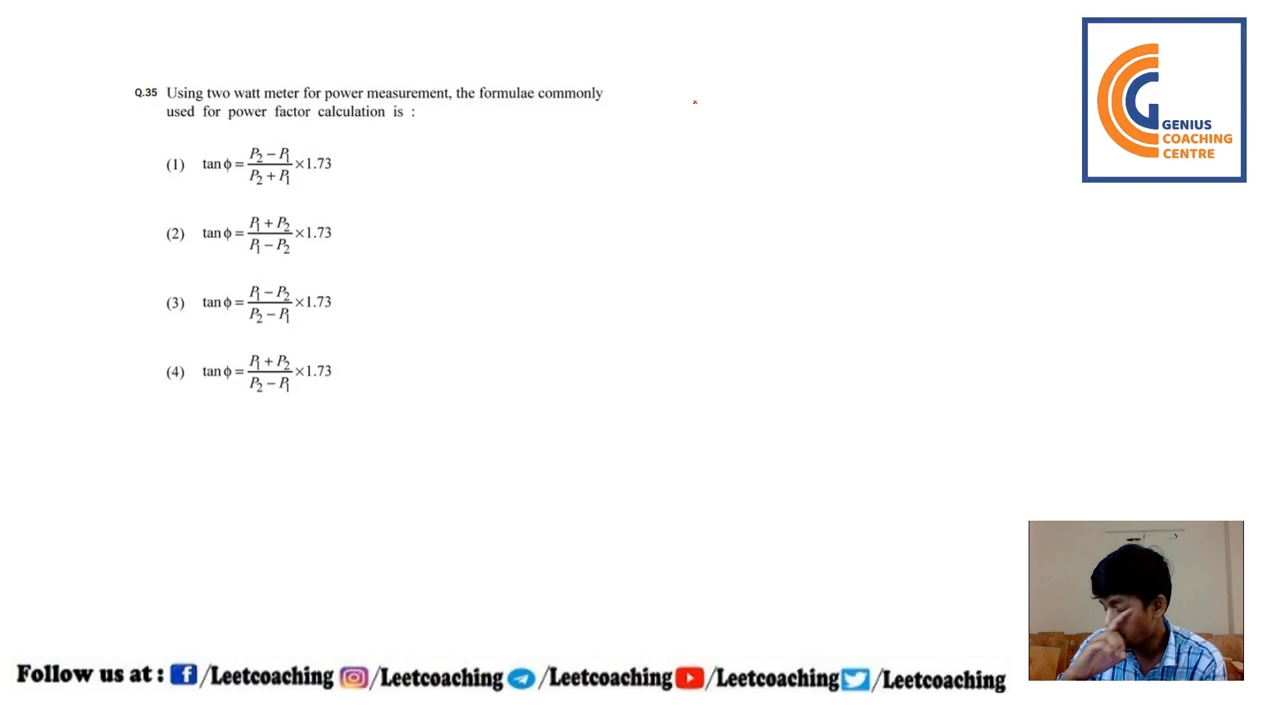 Q.35 Using two watt meter for power measurement, the formulae commonly
used for power factor calculation is :
(1) tan ϕ = (P₂ − P₁)/(P₂ + P₁) × 1.73
(2) tan ϕ = (P₁ + P₂)/(P₁ − P₂) × 1.73
(3) tan ϕ = (P₁ − P₂)/(P₂ − P₁) × 1.73
(4) tan ϕ = (P₁ + P₂)/(P₂ − P₁) × 1.73
G GENIUS
COACHING
CENTRE
Follow us at : f /Leetcoaching /Leetcoaching /Leetcoaching /Leetcoaching /Leetcoaching